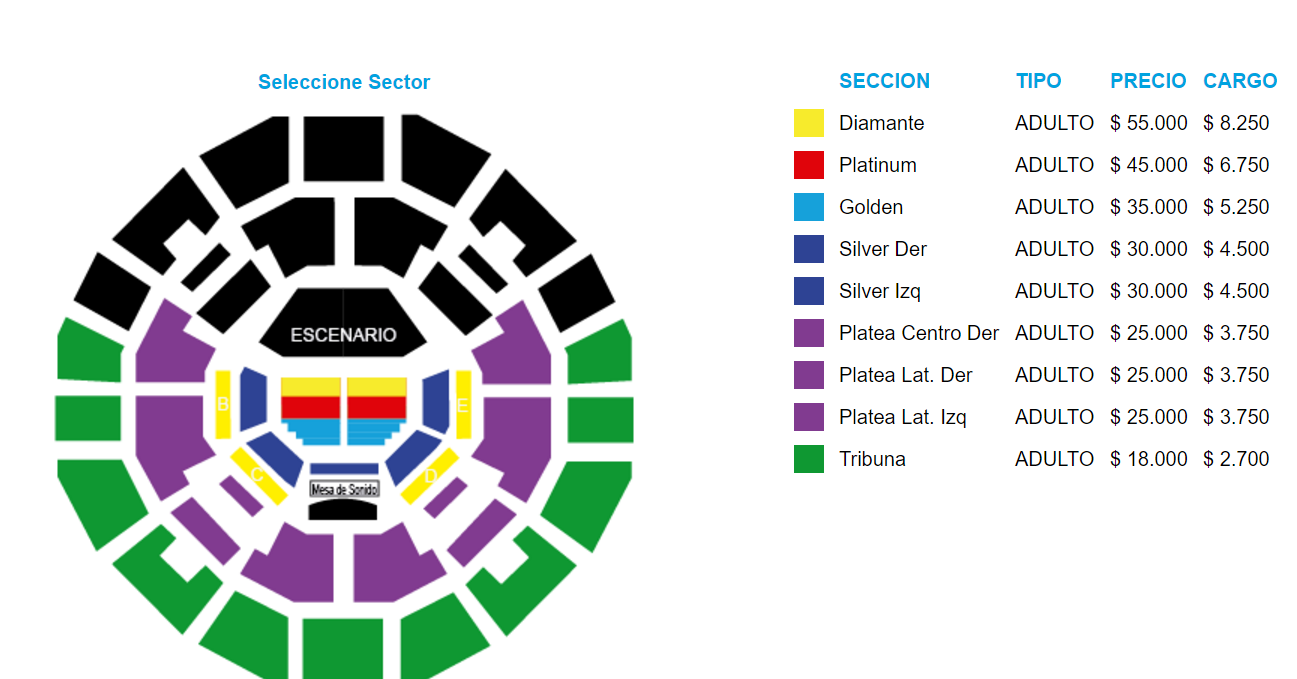 Seleccione Sector
ESCENARIO
B
E
C
D
Mesa de Sonido
SECCION TIPO PRECIO CARGO
Diamante ADULTO $ 55.000 $ 8.250
Platinum ADULTO $ 45.000 $ 6.750
Golden ADULTO $ 35.000 $ 5.250
Silver Der ADULTO $ 30.000 $ 4.500
Silver Izq ADULTO $ 30.000 $ 4.500
Platea Centro Der ADULTO $ 25.000 $ 3.750
Platea Lat. Der ADULTO $ 25.000 $ 3.750
Platea Lat. Izq ADULTO $ 25.000 $ 3.750
Tribuna ADULTO $ 18.000 $ 2.700